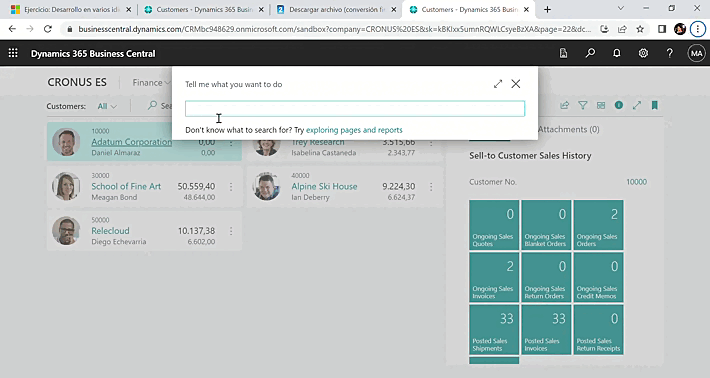 Ejercicio: Desarrollo en varios idio
Customers - Dynamics 365 Busin
Descargar archivo (conversión fi
Customers - Dynamics 365 Busin
businesscentral.dynamics.com/CRMbc948629.onmicrosoft.com/sandbox?company=CRONUS%20ES&sk=kBKlxx5umnRQWLCsyeBzXA&page=22&dc...
Dynamics 365 Business Central
MA
CRONUS ES
Finance
Customers:
All
Sea
Tell me what you want to do
Don't know what to search for? Try exploring pages and reports
Attachments (0)
10000
Adatum Corporation
0,00
Daniel Almaraz
0,00
Trey Research
3.515,66
Isabelina Castaneda
2.343,77
30000
School of Fine Art
50.559,40
Meagan Bond
48.644,00
40000
Alpine Ski House
9.224,30
Ian Deberry
6.624,37
50000
Relecloud
10.137,38
Diego Echevarria
6.602,00
Sell-to Customer Sales History
Customer No.
10000
0
Ongoing Sales Quotes
0
Ongoing Sales Blanket Orders
2
Ongoing Sales Orders
2
Ongoing Sales Invoices
0
Ongoing Sales Return Orders
0
Ongoing Sales Credit Memos
33
Posted Sales Shipments
33
Posted Sales Invoices
0
Posted Sales Return Receipts